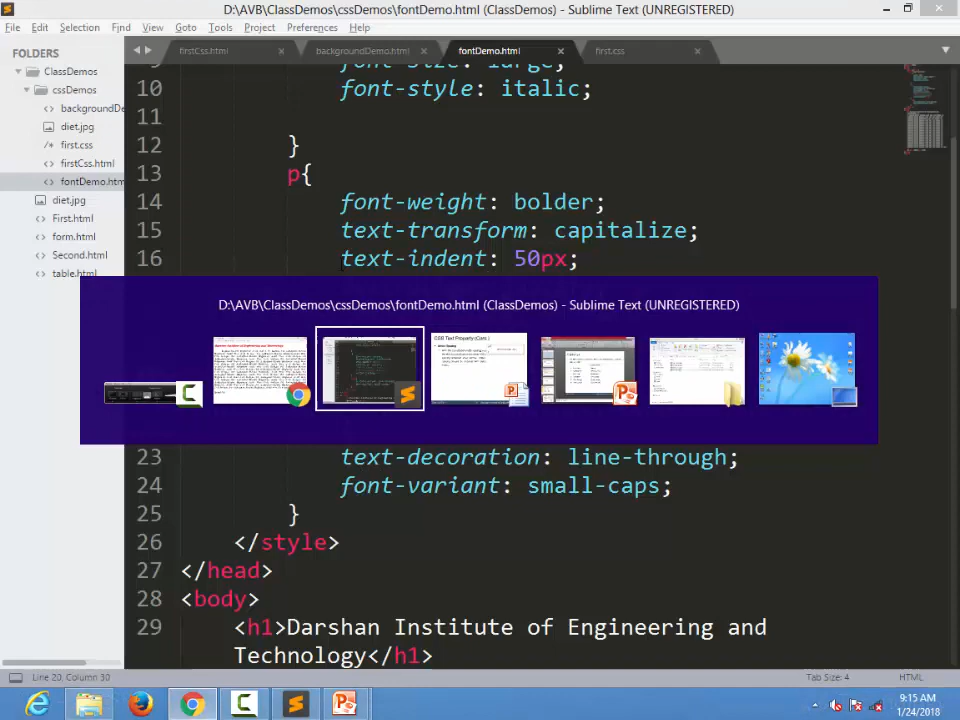 D:\AVB\ClassDemos\cssDemos\fontDemo.html (ClassDemos) - Sublime Text (UNREGISTERED)
File Edit Selection Find View Goto Tools Project Preferences Help
FOLDERS
ClassDemos
cssDemos
backgroundDe
diet.jpg
first.css
firstCss.html
fontDemo.htm
diet.jpg
First.html
form.html
Second.html
table.html
firstCss.html backgroundDemo.html fontDemo.html first.css
10 font-style: italic;
11
12 }
13 p{
14 font-weight: bolder;
15 text-transform: capitalize;
16 text-indent: 50px;
D:\AVB\ClassDemos\cssDemos\fontDemo.html (ClassDemos) - Sublime Text (UNREGISTERED)
23 text-decoration: line-through;
24 font-variant: small-caps;
25 }
26 </style>
27 </head>
28 <body>
29 <h1>Darshan Institute of Engineering and
Technology</h1>
Line 20, Column 30 Tab Size: 4 HTML
9:15 AM
1/24/2018